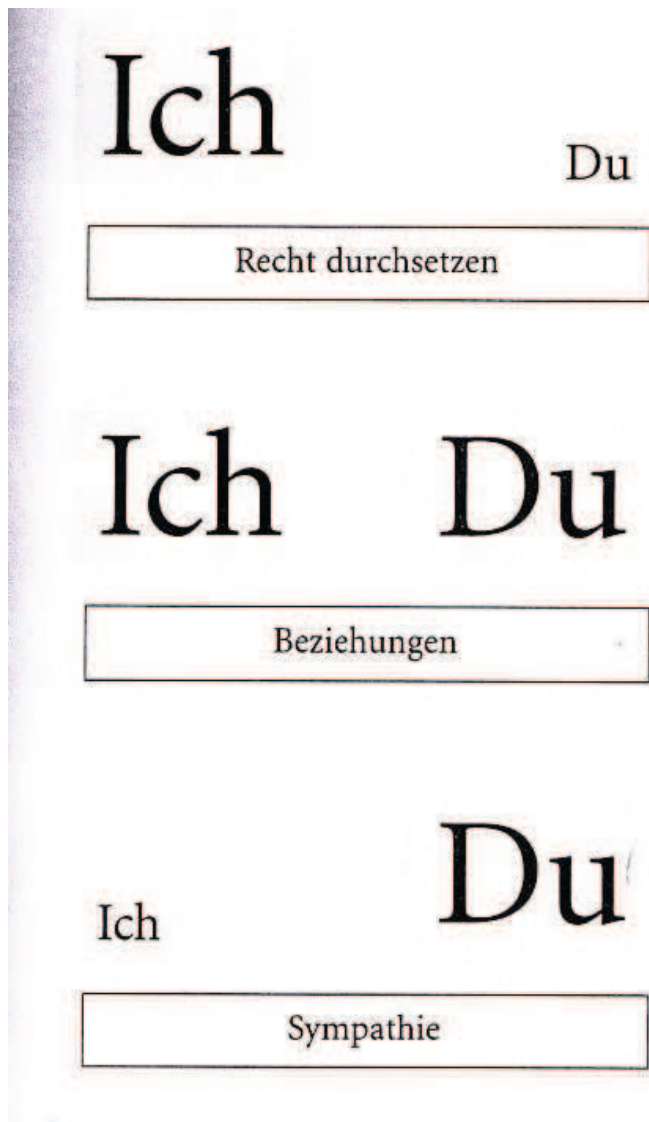 Ich Du
Recht durchsetzen
Ich Du
Beziehungen
Ich Du
Sympathie